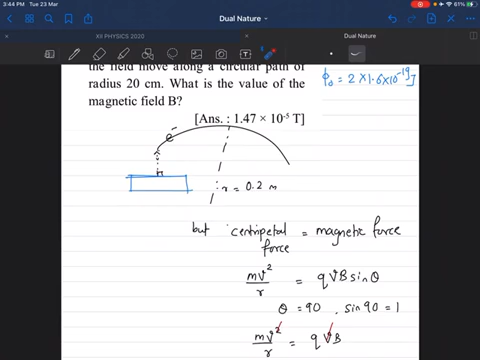 3:44 PM Tue 23 Mar
61%
Dual Nature
XII PHYSICS 2020
Dual Nature
the field move along a circular path of
radius 20 cm. What is the value of the
magnetic field B?
[Ans. : 1.47 × 10⁻⁵ T]
ϕ₀ = 2 × 1.6 × 10⁻¹⁹ J
e⁻
r = 0.2 m
but centripetal force = magnetic force
mv²/r = qVB sin θ
θ = 90 . sin 90 = 1
mv²/r = qVB